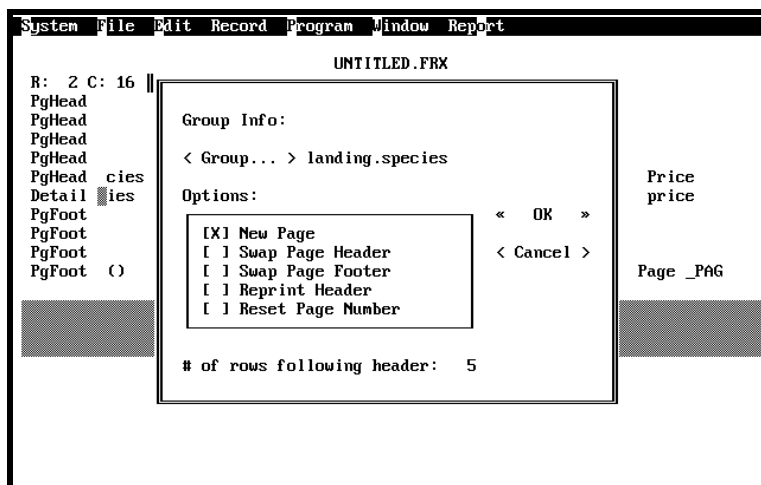 System File Edit Record Program Window Report
UNTITLED.FRX
R: 2 C: 16
PgHead
PgHead
PgHead
PgHead
PgHead cies
Detail ies
PgFoot
PgFoot
PgFoot
PgFoot ()
Group Info:
< Group... > landing.species
Options:
[X] New Page
[ ] Swap Page Header
[ ] Swap Page Footer
[ ] Reprint Header
[ ] Reset Page Number
« OK »
< Cancel >
# of rows following header: 5
Price
price
Page _PAG